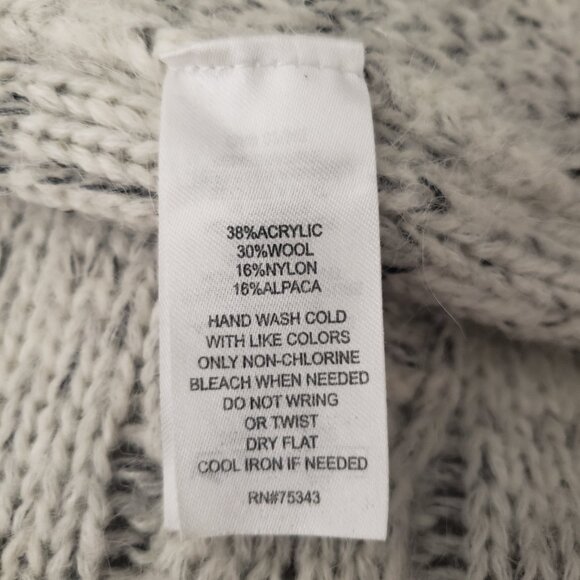 38%ACRYLIC
30%WOOL
16%NYLON
16%ALPACA
HAND WASH COLD
WITH LIKE COLORS
ONLY NON-CHLORINE
BLEACH WHEN NEEDED
DO NOT WRING
OR TWIST
DRY FLAT
COOL IRON IF NEEDED
RN#75343